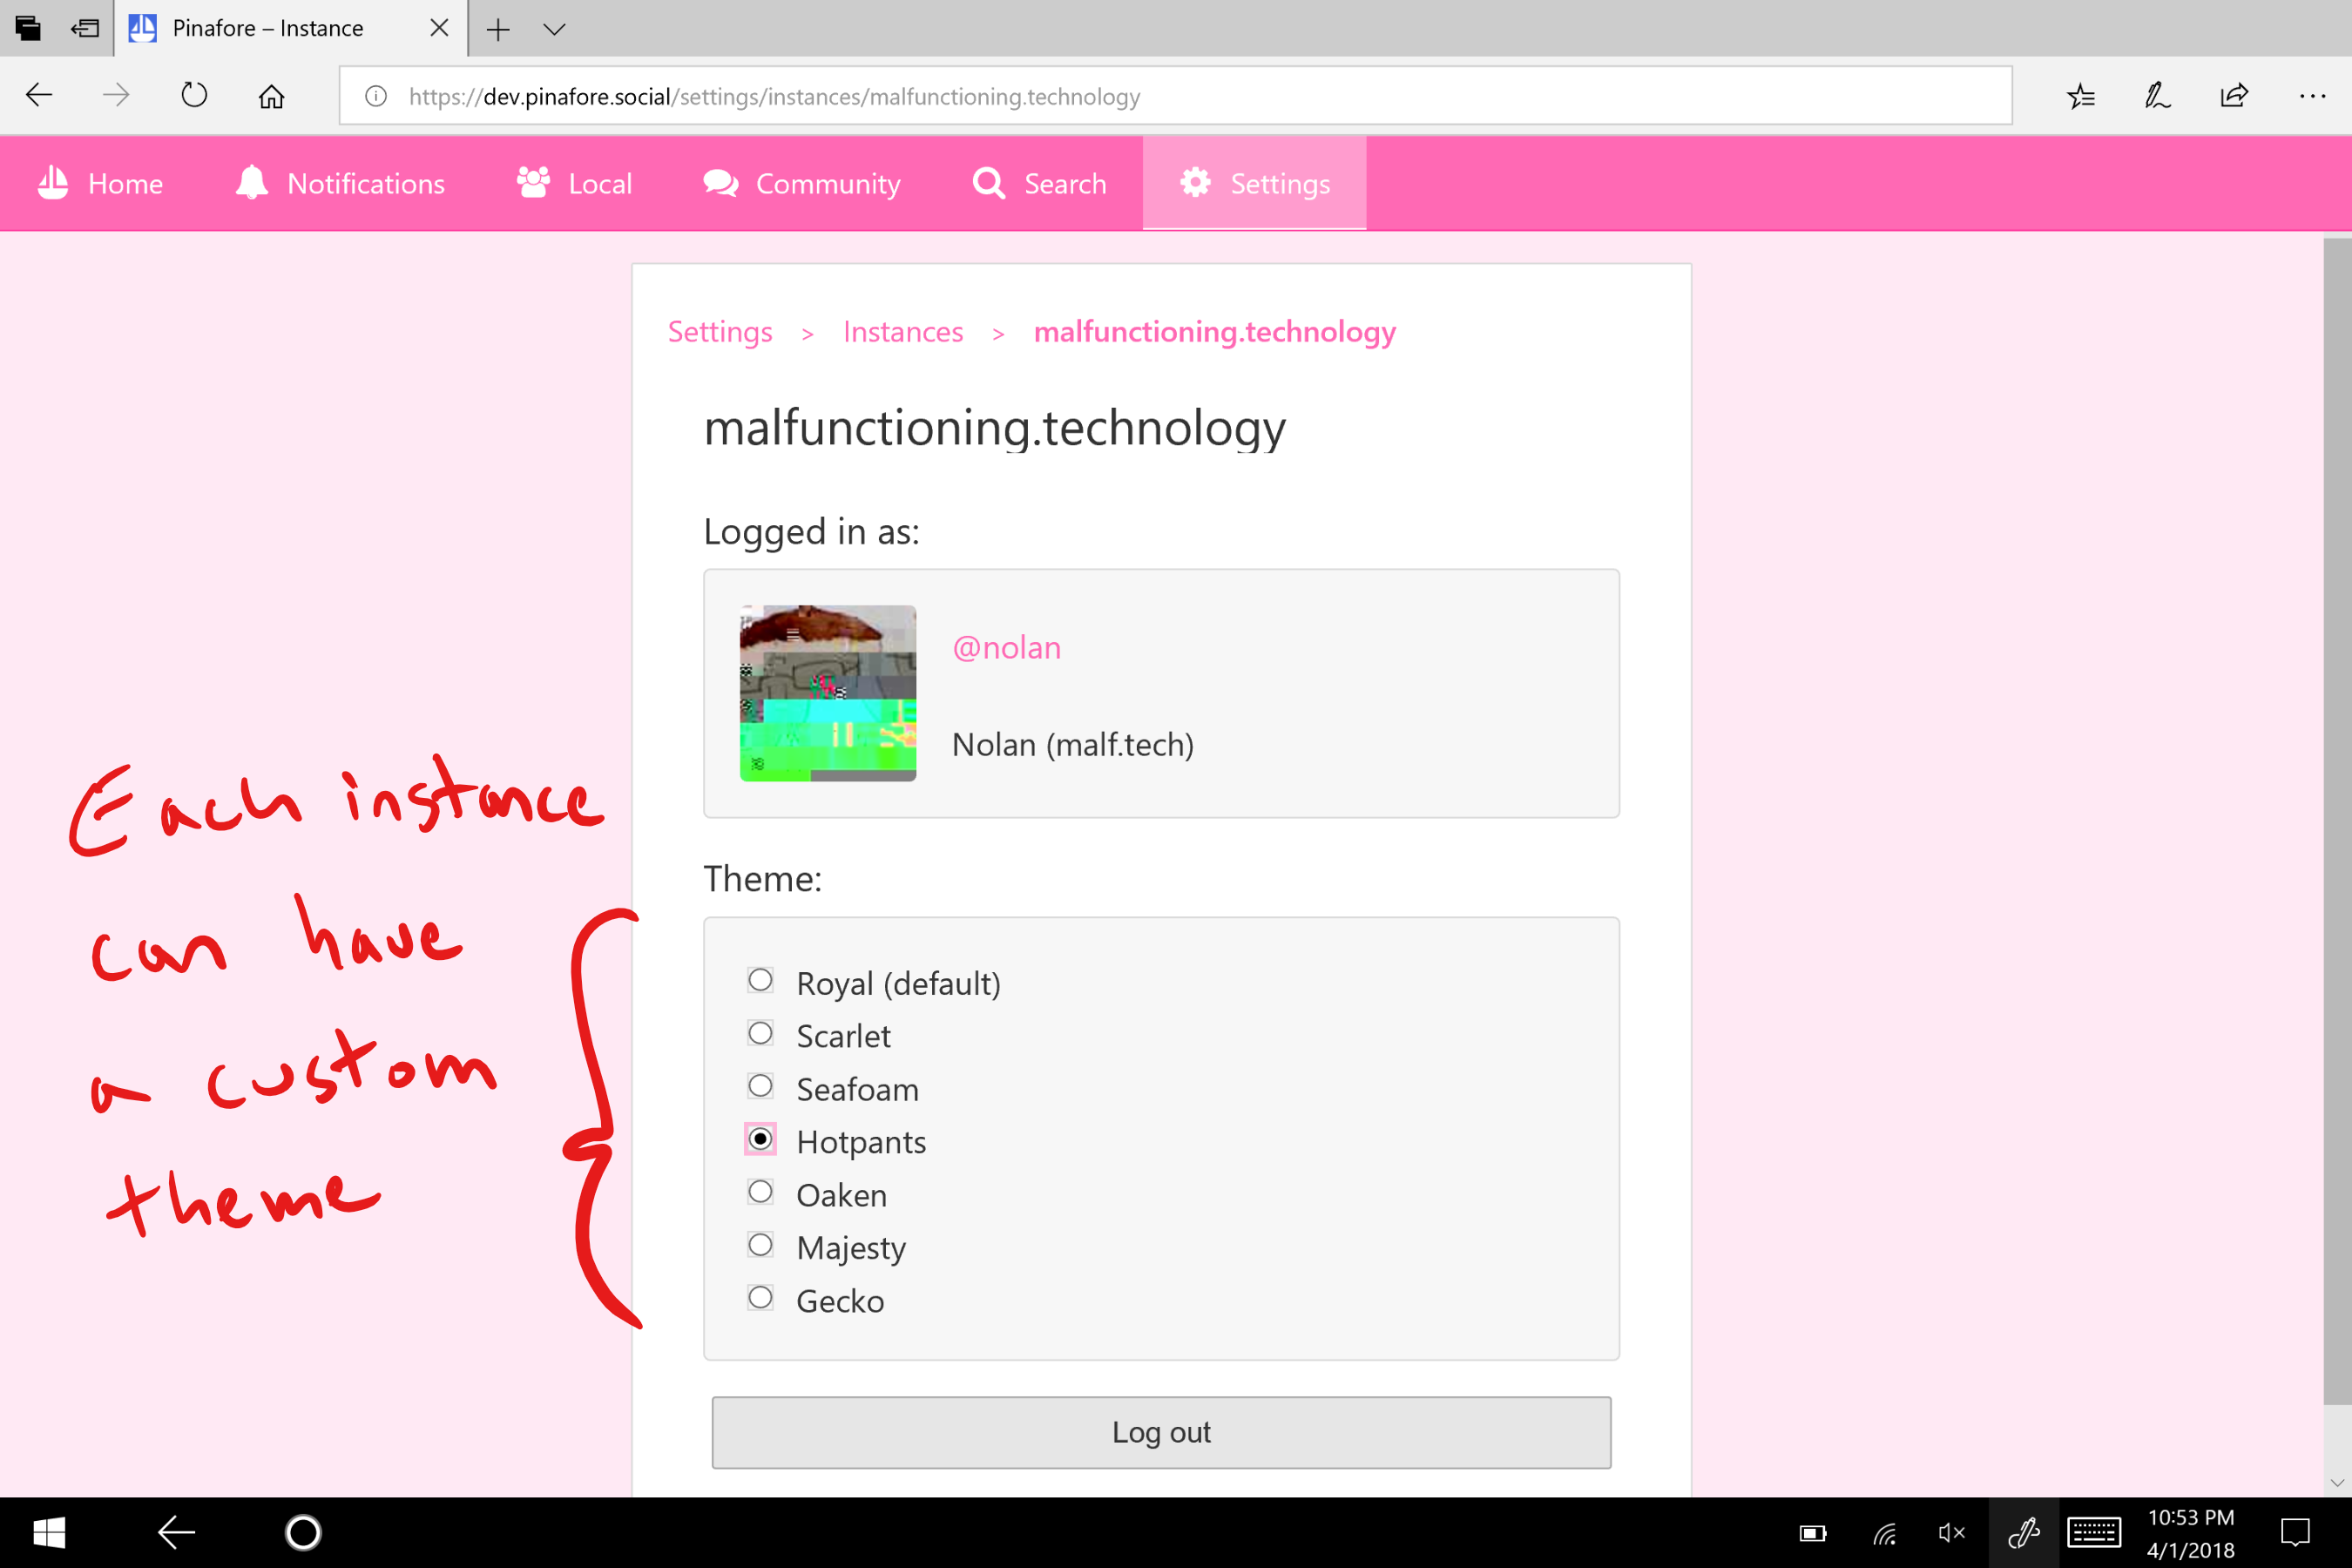 Pinafore – Instance
https://dev.pinafore.social/settings/instances/malfunctioning.technology
Home Notifications Local Community Search Settings
Settings > Instances > malfunctioning.technology
malfunctioning.technology
Logged in as:
@nolan
Nolan (malf.tech)
Each instance
can have
a custom
theme
Theme:
Royal (default)
Scarlet
Seafoam
Hotpants
Oaken
Majesty
Gecko
Log out
10:53 PM
4/1/2018